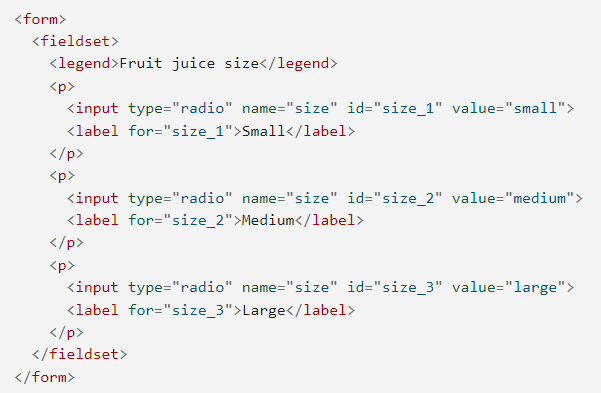 <form>
  <fieldset>
    <legend>Fruit juice size</legend>
    <p>
      <input type="radio" name="size" id="size_1" value="small">
      <label for="size_1">Small</label>
    </p>
    <p>
      <input type="radio" name="size" id="size_2" value="medium">
      <label for="size_2">Medium</label>
    </p>
    <p>
      <input type="radio" name="size" id="size_3" value="large">
      <label for="size_3">Large</label>
    </p>
  </fieldset>
</form>